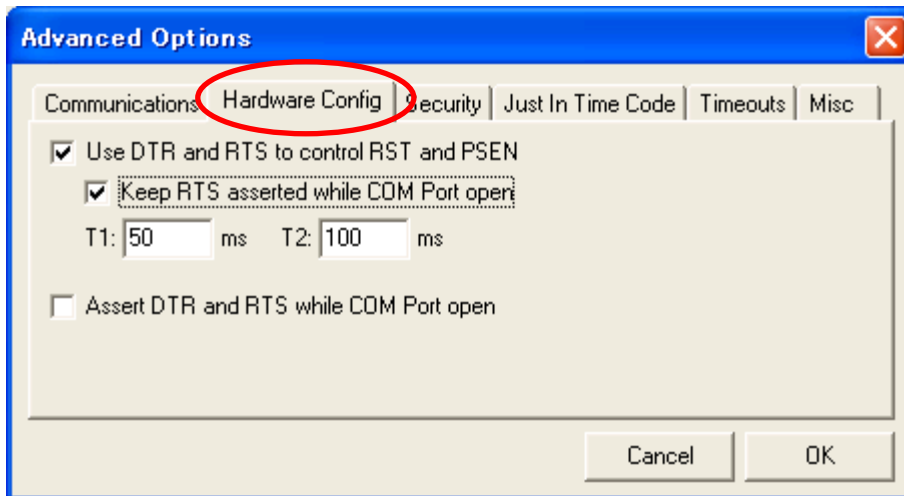 Advanced Options
Communications Hardware Config Security Just In Time Code Timeouts Misc
Use DTR and RTS to control RST and PSEN
Keep RTS asserted while COM Port open
T1: 50 ms T2: 100 ms
Assert DTR and RTS while COM Port open
Cancel OK